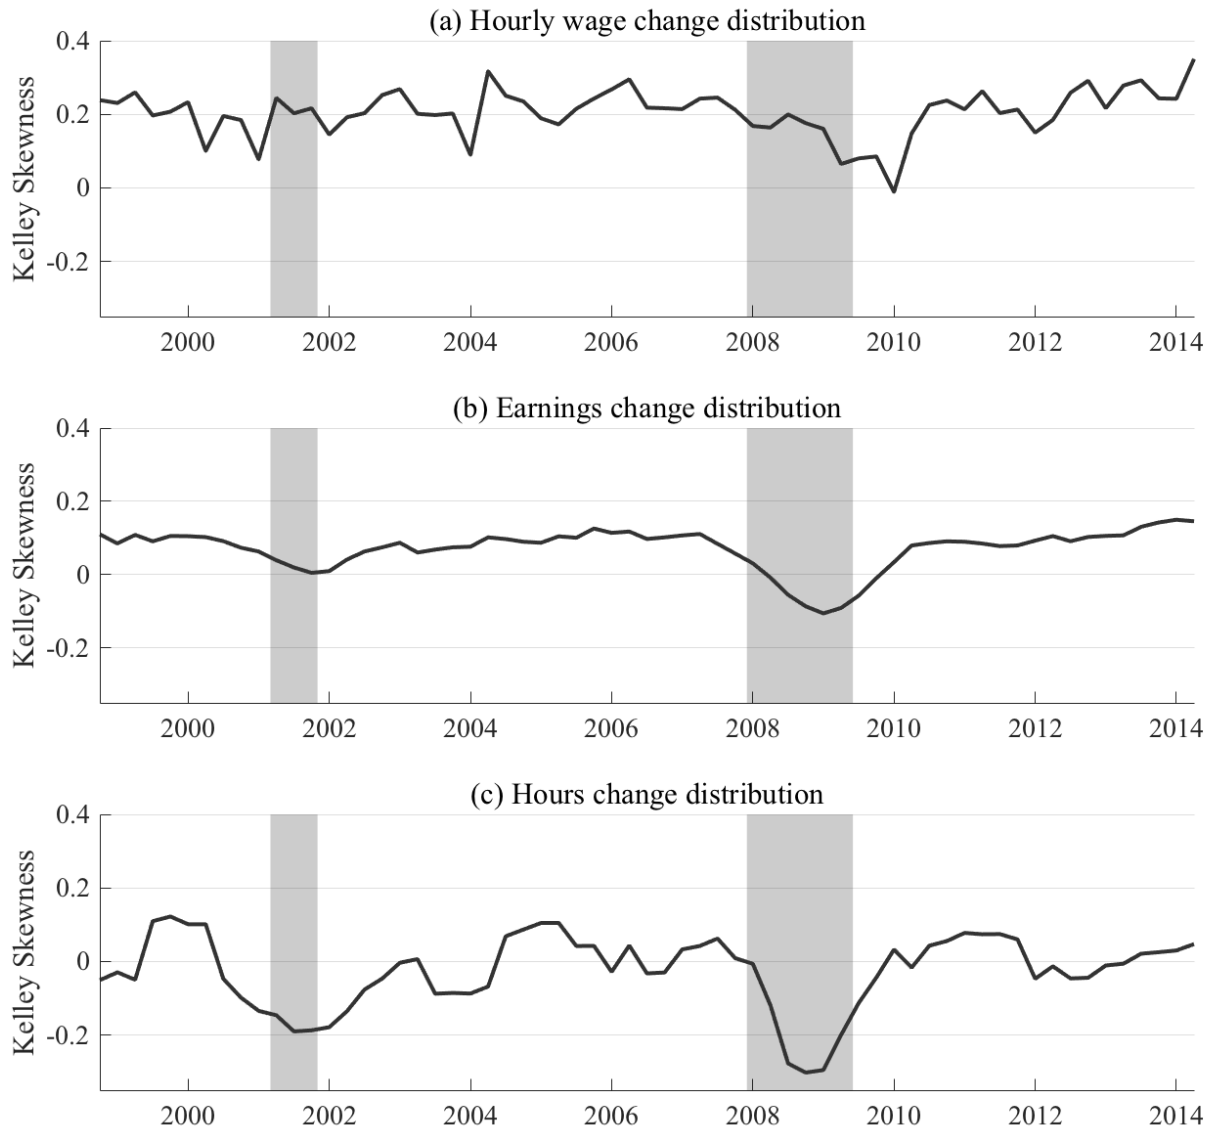 (a) Hourly wage change distribution
0.4
0.2
0
-0.2
Kelley Skewness
2000 2002 2004 2006 2008 2010 2012 2014
(b) Earnings change distribution
0.4
0.2
0
-0.2
Kelley Skewness
2000 2002 2004 2006 2008 2010 2012 2014
(c) Hours change distribution
0.4
0.2
0
-0.2
Kelley Skewness
2000 2002 2004 2006 2008 2010 2012 2014